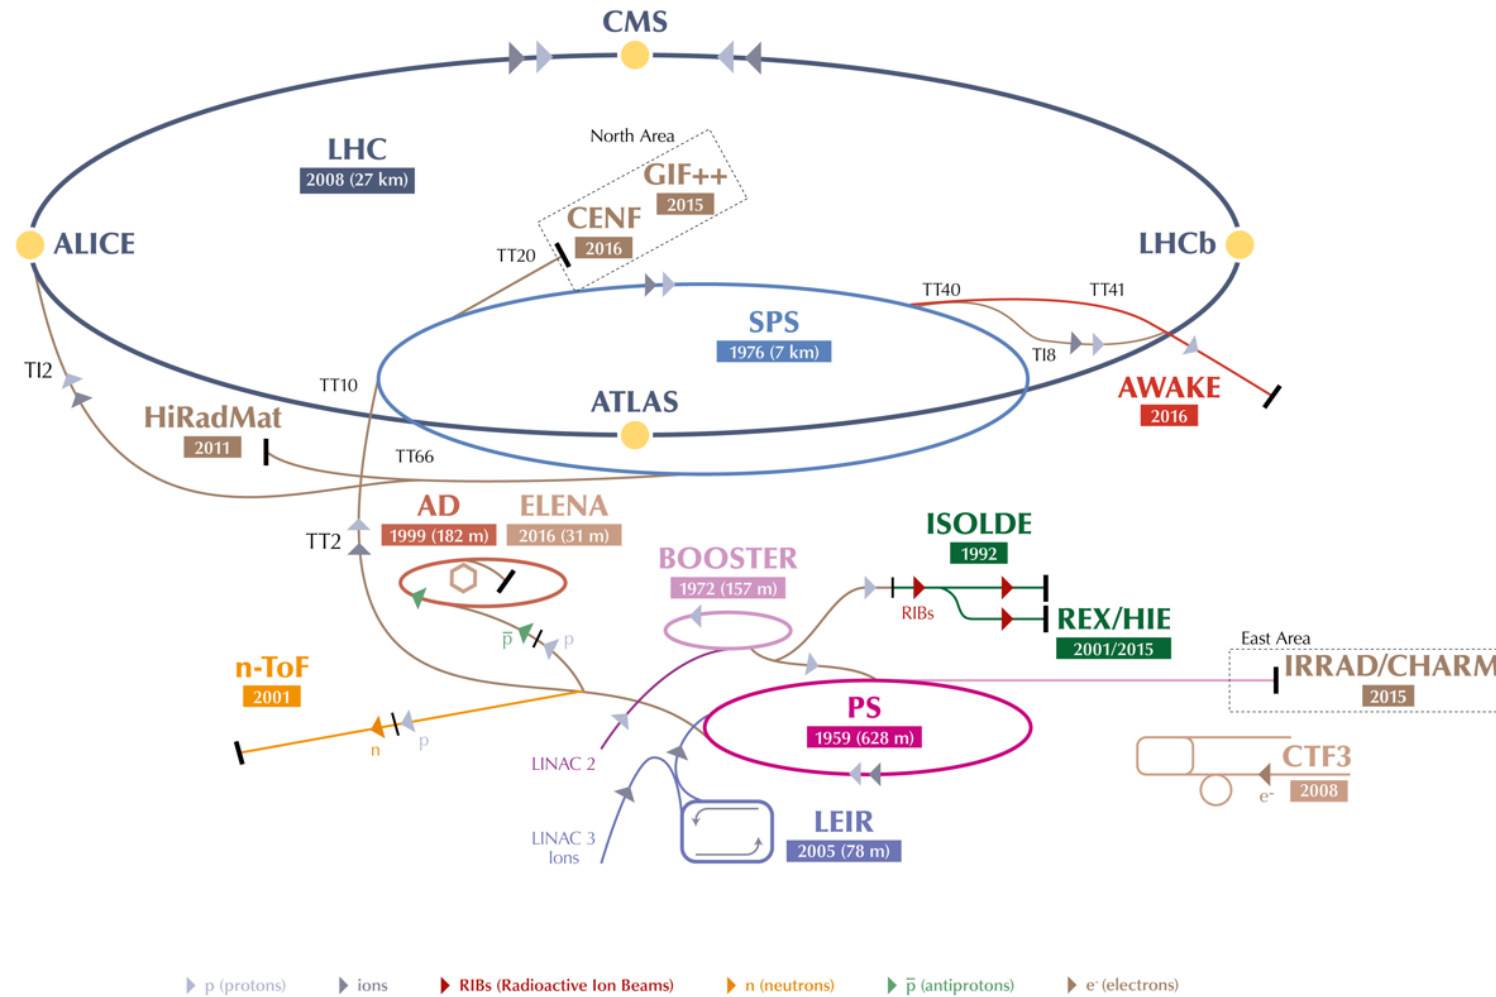 CMS
LHC
2008 (27 km)
North Area
GIF++
2015
CENF
2016
ALICE
LHCb
TT20
TT40
TT41
SPS
1976 (7 km)
TI8
TI2
TT10
AWAKE
2016
ATLAS
HiRadMat
2011
TT66
AD
1999 (182 m)
ELENA
2016 (31 m)
TT2
ISOLDE
1992
BOOSTER
1972 (157 m)
RIBs
REX/HIE
2001/2015
p̅
p
East Area
IRRAD/CHARM
2015
n-ToF
2001
n
p
PS
1959 (628 m)
LINAC 2
CTF3
2008
e-
LINAC 3
Ions
LEIR
2005 (78 m)
p (protons)
ions
RIBs (Radioactive Ion Beams)
n (neutrons)
p̅ (antiprotons)
e- (electrons)